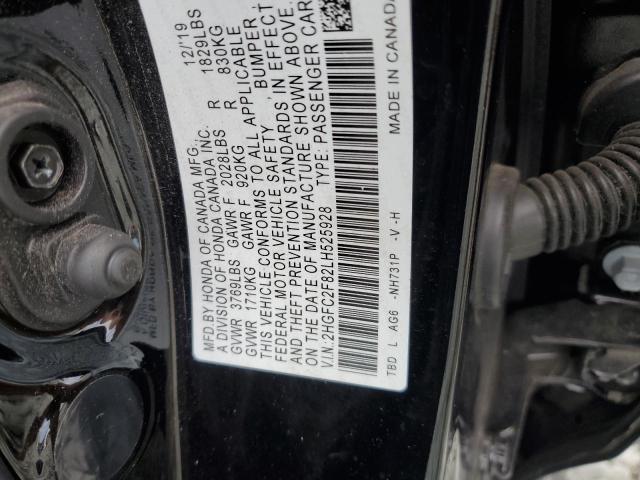 MFD. BY HONDA OF CANADA MFG. 12/'19
A DIVISION OF HONDA CANADA INC.
GVWR 3769LBS GAWR F 2028LBS R 1829LBS
GVWR 1710KG GAWR F 920KG R 830KG
THIS VEHICLE CONFORMS TO ALL APPLICABLE
FEDERAL MOTOR VEHICLE SAFETY, BUMPER,
AND THEFT PREVENTION STANDARDS IN EFFECT
ON THE DATE OF MANUFACTURE SHOWN ABOVE.
V.I.N.:2HGFC2F82LH525928 TYPE: PASSENGER CAR
TBD L AG6 -NH731P -V -H MADE IN CANADA